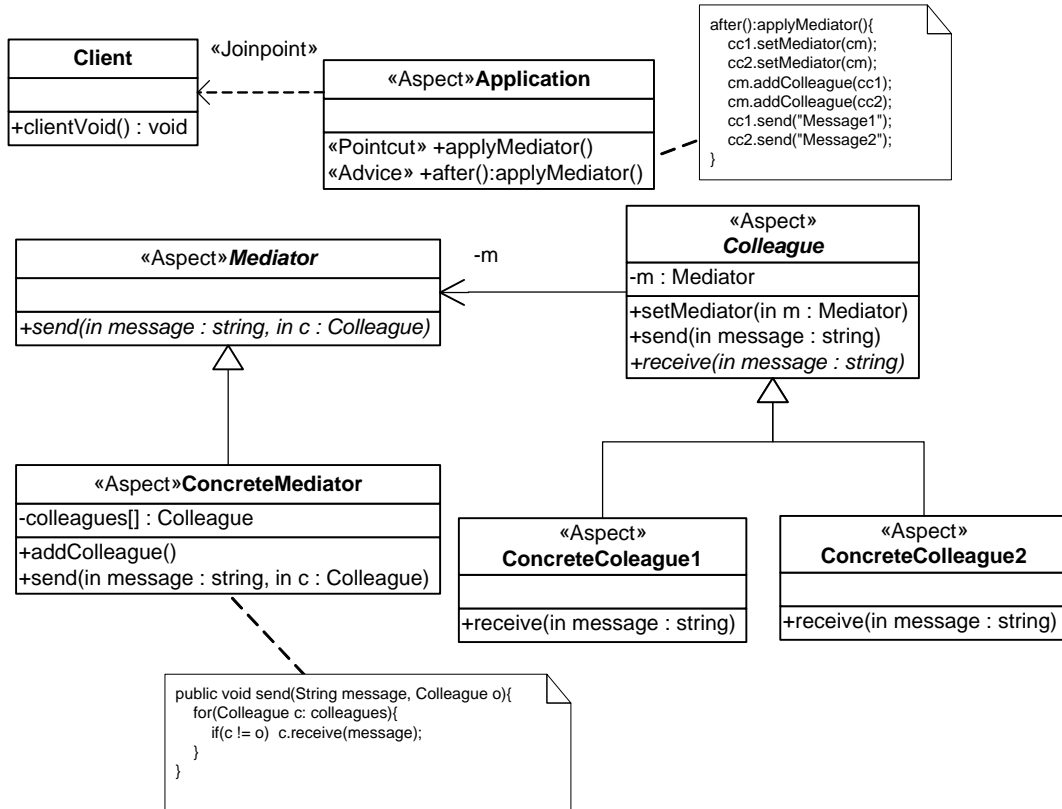 Client
+clientVoid() : void
«Joinpoint»
«Aspect»Application
«Pointcut» +applyMediator()
«Advice» +after():applyMediator()
after():applyMediator(){
cc1.setMediator(cm);
cc2.setMediator(cm);
cm.addColleague(cc1);
cm.addColleague(cc2);
cc1.send("Message1");
cc2.send("Message2");
}
«Aspect»Mediator
+send(in message : string, in c : Colleague)
-m
«Aspect»
Colleague
-m : Mediator
+setMediator(in m : Mediator)
+send(in message : string)
+receive(in message : string)
«Aspect»ConcreteMediator
-colleagues[] : Colleague
+addColleague()
+send(in message : string, in c : Colleague)
«Aspect»
ConcreteColeague1
+receive(in message : string)
«Aspect»
ConcreteColleague2
+receive(in message : string)
public void send(String message, Colleague o){
for(Colleague c: colleagues){
if(c != o)  c.receive(message);
}
}